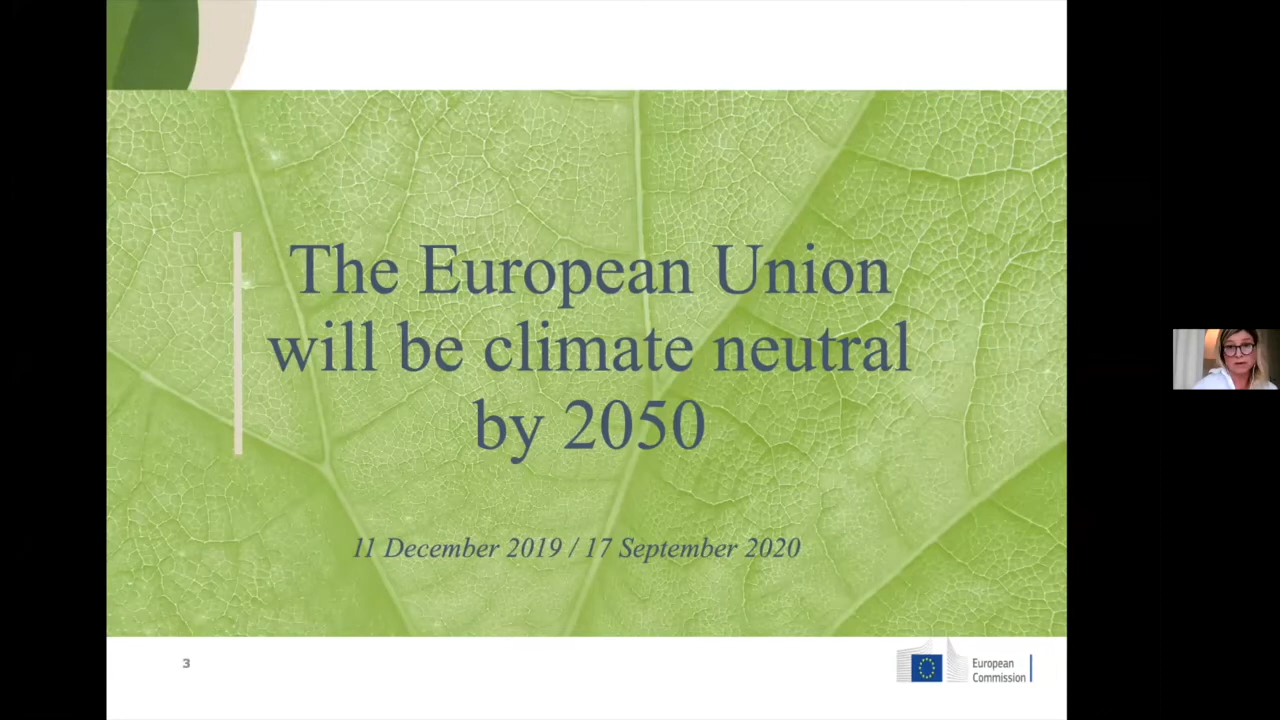 The European Union
will be climate neutral
by 2050
11 December 2019 / 17 September 2020
3
European
Commission